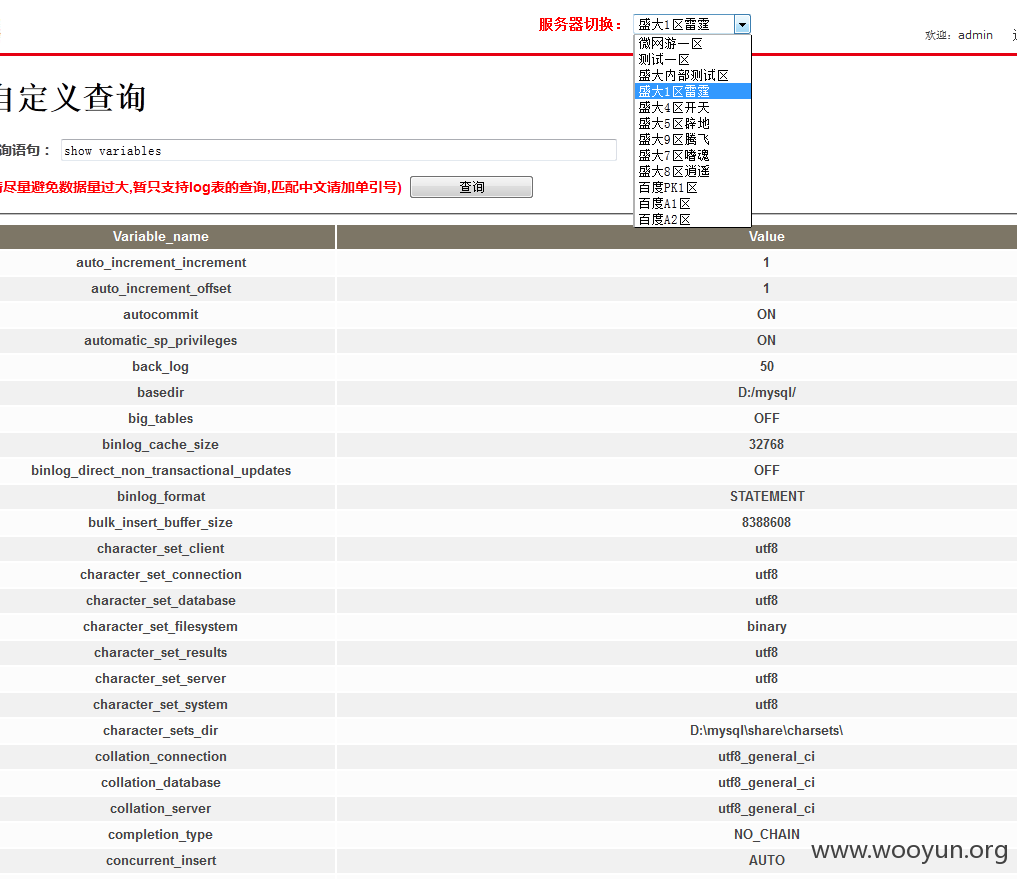 服务器切换： 盛大1区雷霆
欢迎: admin
微网游一区
测试一区
盛大内部测试区
盛大1区雷霆
盛大4区开天
盛大5区辟地
盛大9区腾飞
盛大7区嗜魂
盛大8区逍遥
百度PK1区
百度A1区
百度A2区
自定义查询
询语句： show variables
请尽量避免数据量过大,暂只支持log表的查询,匹配中文请加单引号) 查询
Variable_name Value
auto_increment_increment 1
auto_increment_offset 1
autocommit ON
automatic_sp_privileges ON
back_log 50
basedir D:/mysql/
big_tables OFF
binlog_cache_size 32768
binlog_direct_non_transactional_updates OFF
binlog_format STATEMENT
bulk_insert_buffer_size 8388608
character_set_client utf8
character_set_connection utf8
character_set_database utf8
character_set_filesystem binary
character_set_results utf8
character_set_server utf8
character_set_system utf8
character_sets_dir D:\mysql\share\charsets\
collation_connection utf8_general_ci
collation_database utf8_general_ci
collation_server utf8_general_ci
completion_type NO_CHAIN
concurrent_insert AUTO
www.wooyun.org